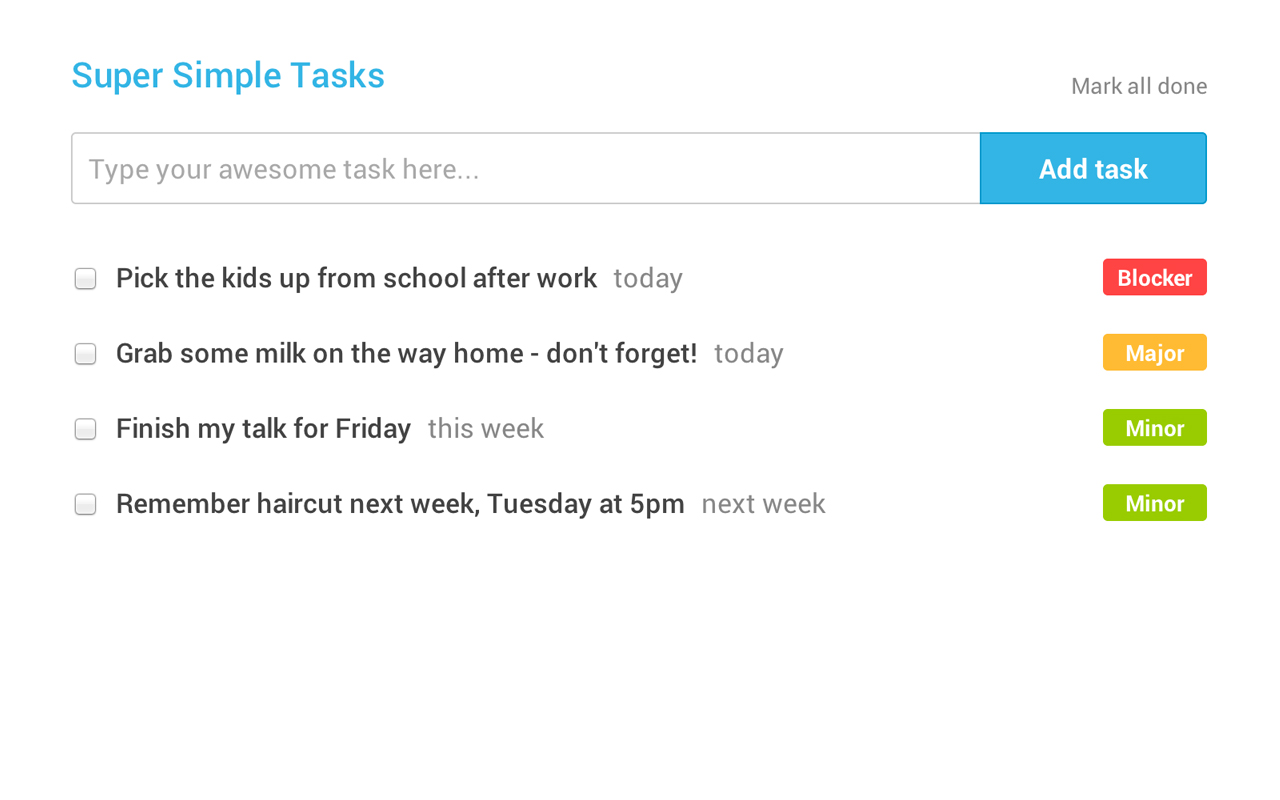 Super Simple Tasks
Mark all done
Type your awesome task here...
Add task
Pick the kids up from school after work today
Blocker
Grab some milk on the way home - don't forget! today
Major
Finish my talk for Friday this week
Minor
Remember haircut next week, Tuesday at 5pm next week
Minor